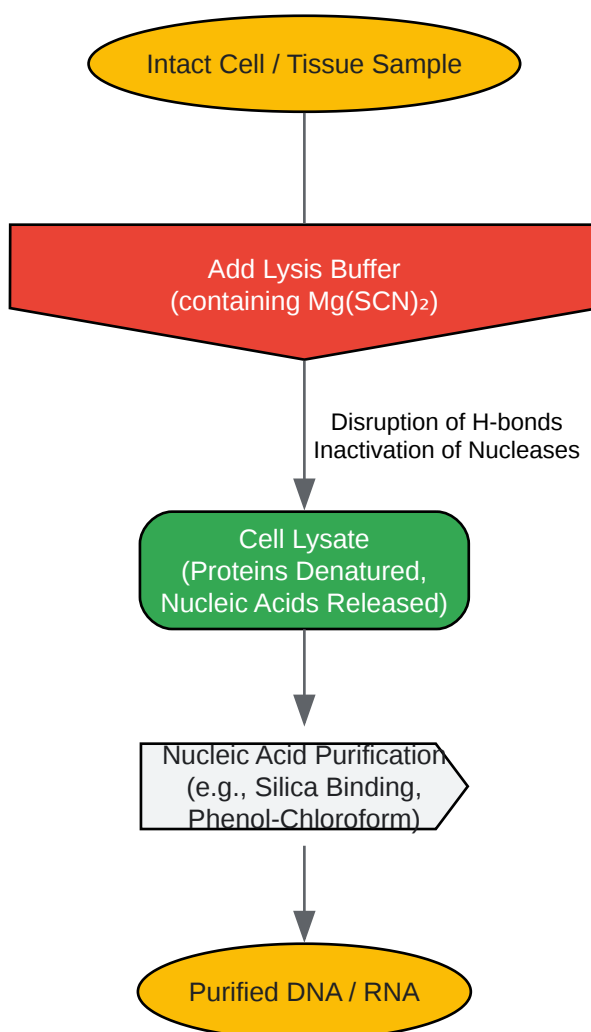 Intact Cell / Tissue Sample
Add Lysis Buffer
(containing Mg(SCN)₂)
Disruption of H-bonds
Inactivation of Nucleases
Cell Lysate
(Proteins Denatured,
Nucleic Acids Released)
Nucleic Acid Purification
(e.g., Silica Binding,
Phenol-Chloroform)
Purified DNA / RNA